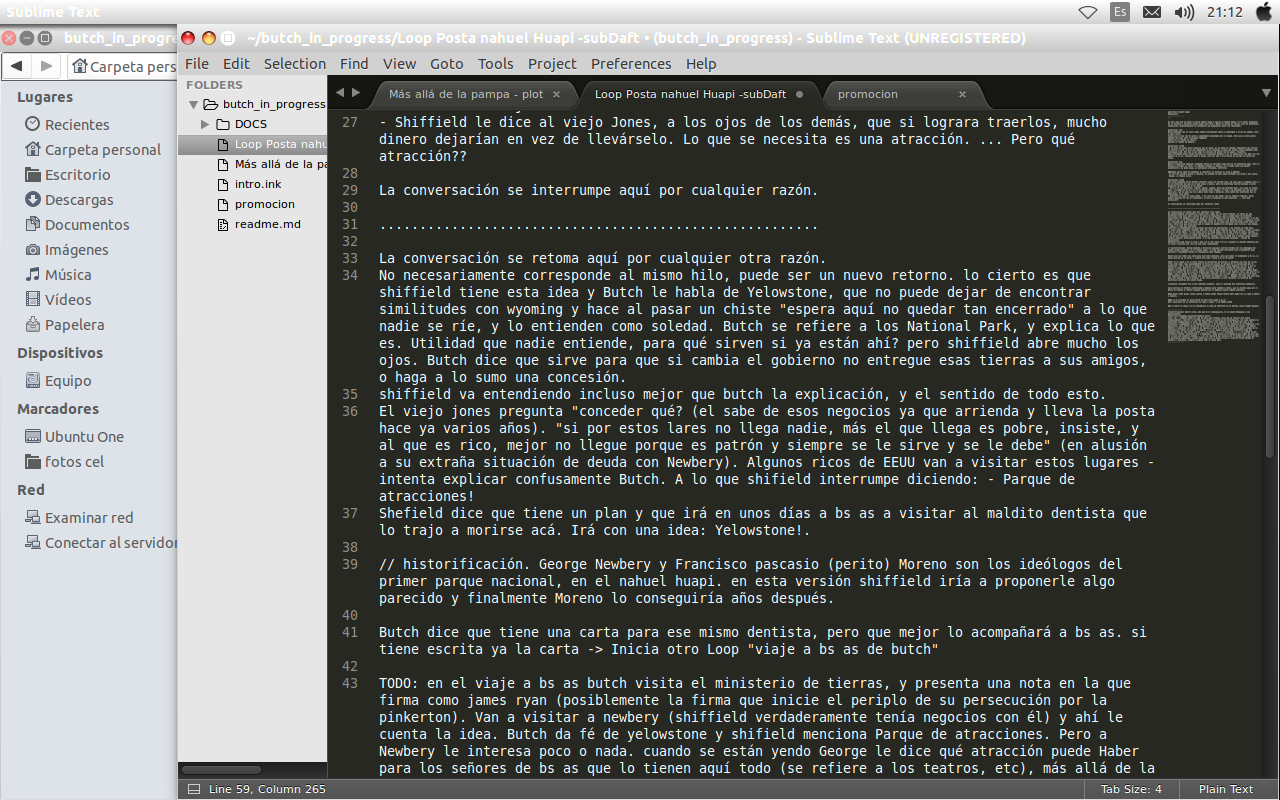 Sublime Text
Es
21:12
butch_in_progre
~/butch_in_progress/Loop Posta nahuel Huapi -subDaft • (butch_in_progress) - Sublime Text (UNREGISTERED)
Carpeta pers
File Edit Selection Find View Goto Tools Project Preferences Help
Lugares
Recientes
Carpeta personal
Escritorio
Descargas
Documentos
Imágenes
Música
Vídeos
Papelera
Dispositivos
Equipo
Marcadores
Ubuntu One
fotos cel
Red
Examinar red
Conectar al servidor
FOLDERS
butch_in_progress
DOCS
Loop Posta nahu
Más allá de la pa
intro.ink
promocion
readme.md
Más allá de la pampa - plot
Loop Posta nahuel Huapi -subDaft
promocion
27 - Shiffield le dice al viejo Jones, a los ojos de los demás, que si lograra traerlos, mucho
dinero dejarían en vez de llevárselo. Lo que se necesita es una atracción. ... Pero qué
atracción??
28
29 La conversación se interrumpe aquí por cualquier razón.
30
31 .......................................................
32
33 La conversación se retoma aquí por cualquier otra razón.
34 No necesariamente corresponde al mismo hilo, puede ser un nuevo retorno. lo cierto es que
shiffield tiene esta idea y Butch le habla de Yelowstone, que no puede dejar de encontrar
similitudes con wyoming y hace al pasar un chiste "espera aqui no quedar tan encerrado" a lo que
nadie se ríe, y lo entienden como soledad. Butch se refiere a los National Park, y explica lo que
es. Utilidad que nadie entiende, para qué sirven si ya están ahí? pero shiffield abre mucho los
ojos. Butch dice que sirve para que si cambia el gobierno no entregue esas tierras a sus amigos,
o haga a lo sumo una concesión.
35 shiffield va entendiendo incluso mejor que butch la explicación, y el sentido de todo esto.
36 El viejo jones pregunta "conceder qué? (el sabe de esos negocios ya que arrienda y lleva la posta
hace ya varios años). "si por estos lares no llega nadie, más el que llega es pobre, insiste, y
al que es rico, mejor no llegue porque es patrón y siempre se le sirve y se le debe" (en alusión
a su extraña situación de deuda con Newbery). Algunos ricos de EEUU van a visitar estos lugares -
intenta explicar confusamente Butch. A lo que shifield interrumpe diciendo: - Parque de
atracciones!
37 Shefield dice que tiene un plan y que irá en unos días a bs as a visitar al maldito dentista que
lo trajo a morirse acá. Irá con una idea: Yelowstone!.
38
39 // historificación. George Newbery y Francisco pascasio (perito) Moreno son los ideólogos del
primer parque nacional, en el nahuel huapi. en esta versión shiffield iría a proponerle algo
parecido y finalmente Moreno lo conseguiría años después.
40
41 Butch dice que tiene una carta para ese mismo dentista, pero que mejor lo acompañará a bs as. si
tiene escrita ya la carta -> Inicia otro Loop "viaje a bs as de butch"
42
43 TODO: en el viaje a bs as butch visita el ministerio de tierras, y presenta una nota en la que
firma como james ryan (posiblemente la firma que inicie el periplo de su persecución por la
pinkerton). Van a visitar a newbery (shiffield verdaderamente tenía negocios con él) y ahí le
cuenta la idea. Butch da fé de yelowstone y shifield menciona Parque de atracciones. Pero a
Newbery le interesa poco o nada. cuando se están yendo George le dice qué atracción puede Haber
para los señores de bs as que lo tienen aquí todo (se refiere a los teatros, etc), más allá de la
Line 59, Column 265
Tab Size: 4
Plain Text